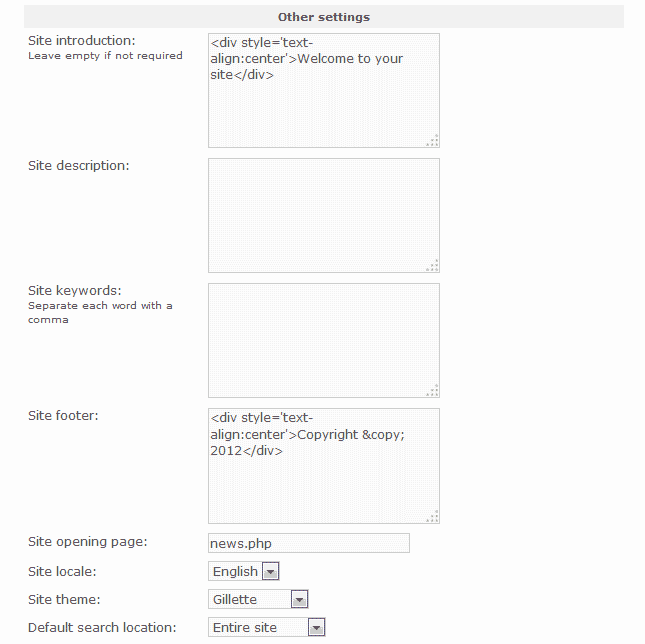 Other settings
Site introduction:
Leave empty if not required
<div style='text-
align:center'>Welcome to your
site</div>
Site description:
Site keywords:
Separate each word with a
comma
Site footer:
<div style='text-
align:center'>Copyright &copy;
2012</div>
Site opening page:
news.php
Site locale:
English
Site theme:
Gillette
Default search location:
Entire site